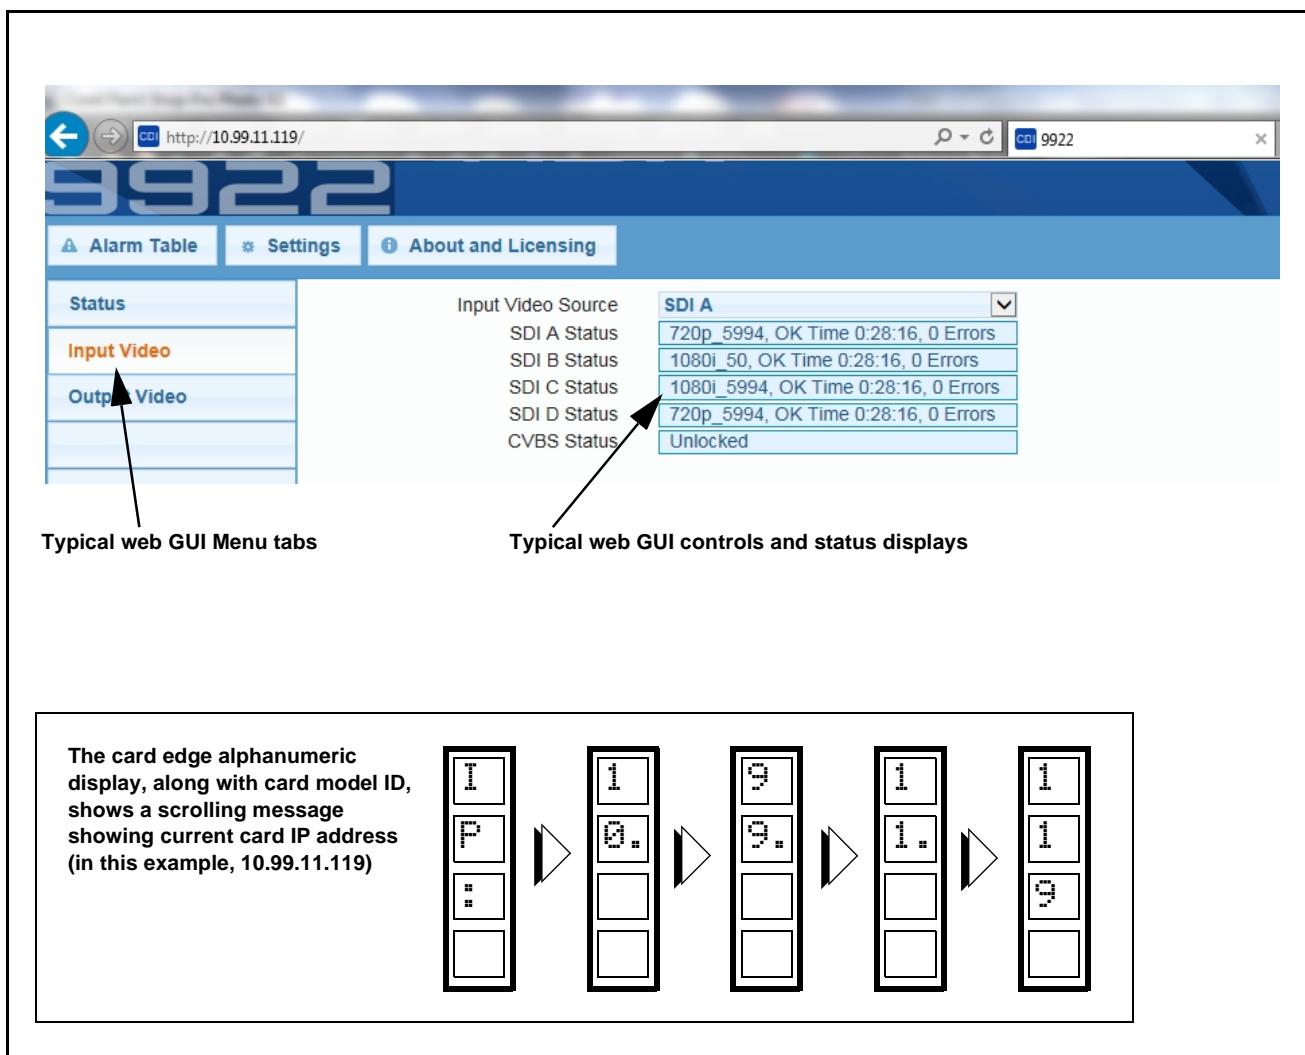 CDI http://10.99.11.119/
CDI 9922
9922
Alarm Table
Settings
About and Licensing
Status
Input Video
Output Video
Input Video Source SDI A
SDI A Status 720p_5994, OK Time 0:28:16, 0 Errors
SDI B Status 1080i_50, OK Time 0:28:16, 0 Errors
SDI C Status 1080i_5994, OK Time 0:28:16, 0 Errors
SDI D Status 720p_5994, OK Time 0:28:16, 0 Errors
CVBS Status Unlocked
Typical web GUI Menu tabs
Typical web GUI controls and status displays
The card edge alphanumeric
display, along with card model ID,
shows a scrolling message
showing current card IP address
(in this example, 10.99.11.119)
I
P
:
1
0.
9
9.
1
1.
1
1
9